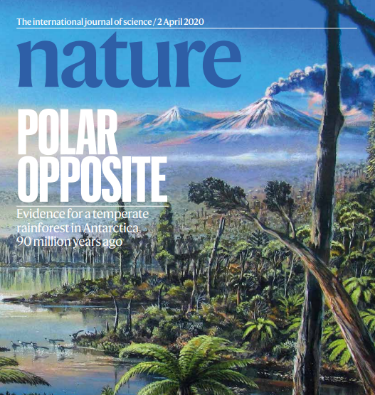 The international journal of science / 2 April 2020
nature
POLAR
OPPOSITE
Evidence for a temperate
rainforest in Antarctica
90 million years ago